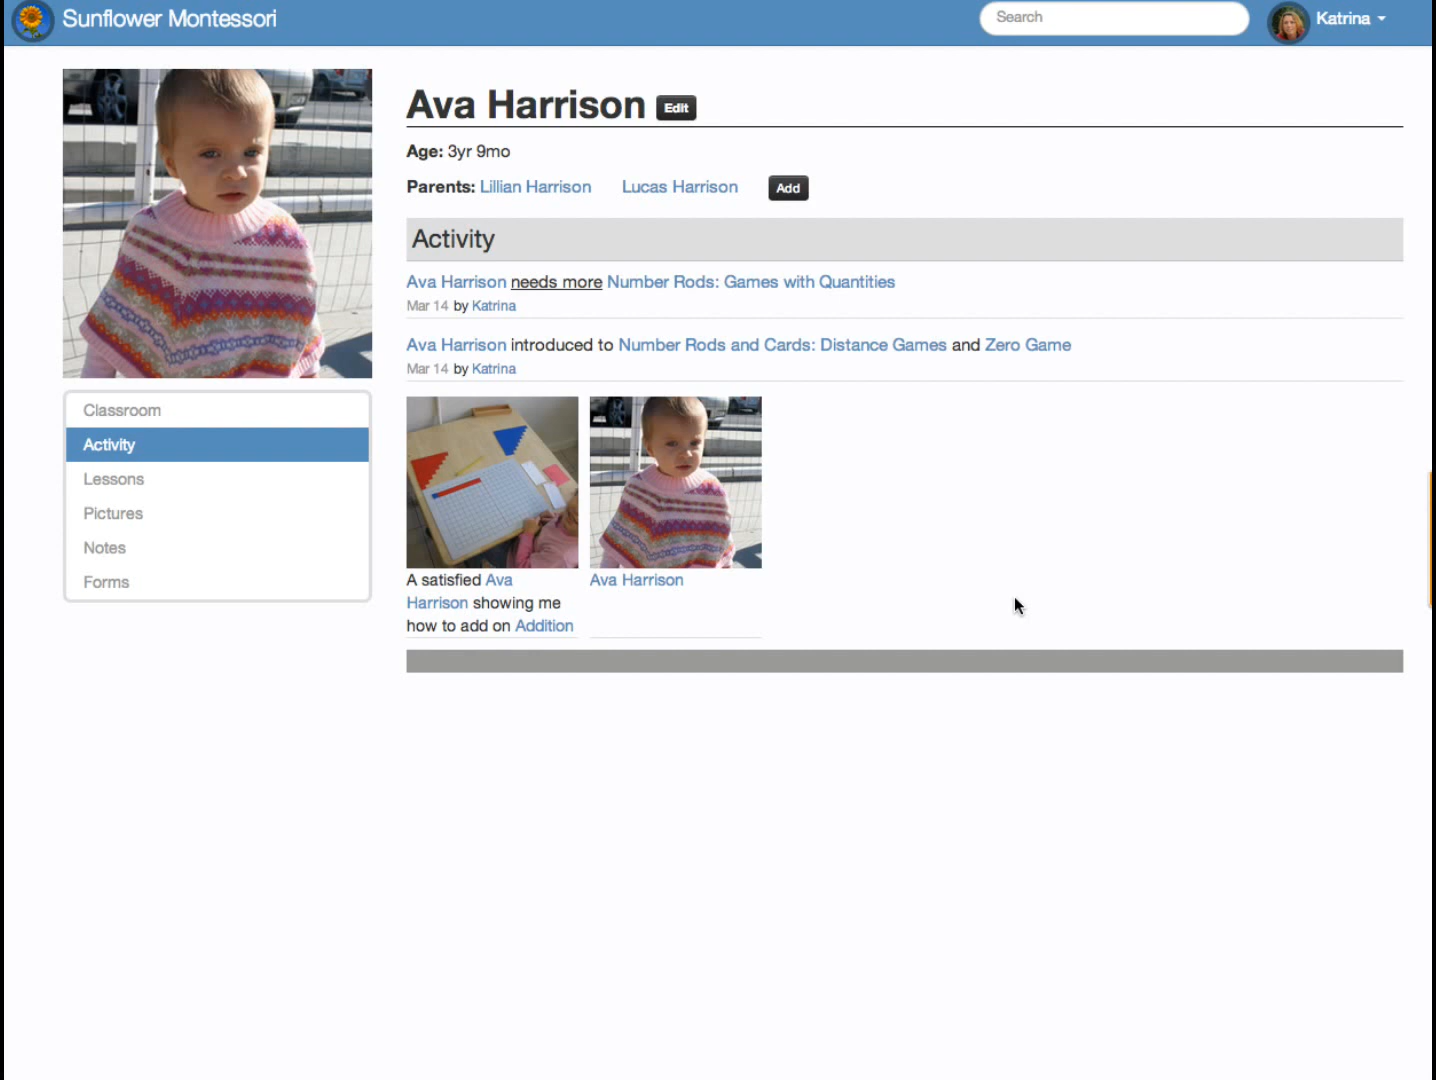 Sunflower Montessori
Search
Katrina
Ava Harrison Edit
Age: 3yr 9mo
Parents: Lillian Harrison Lucas Harrison Add
Activity
Ava Harrison needs more Number Rods: Games with Quantities
Mar 14 by Katrina
Ava Harrison introduced to Number Rods and Cards: Distance Games and Zero Game
Mar 14 by Katrina
Classroom
Activity
Lessons
Pictures
Notes
Forms
A satisfied Ava
Harrison showing me
how to add on Addition
Ava Harrison